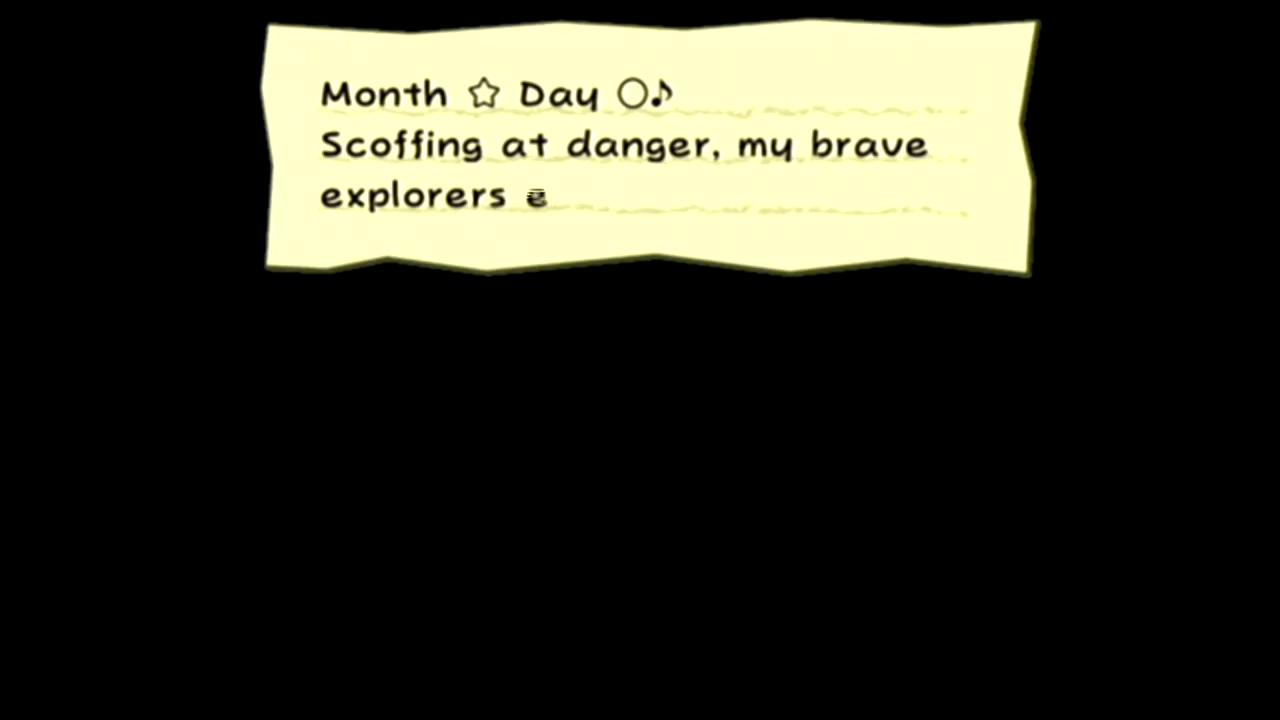 Month ☆ Day ○♪
Scoffing at danger, my brave
explorers e